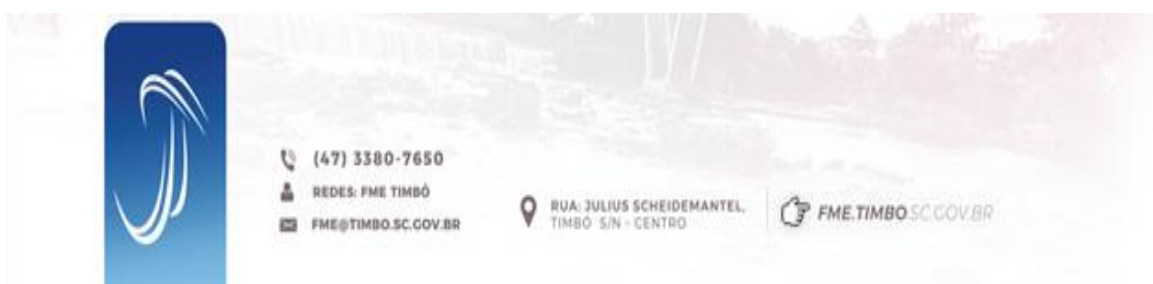 (47) 3380-7650
REDES: FME TIMBÓ
FME@TIMBO.SC.GOV.BR
RUA: JULIUS SCHEIDEMANTEL,
TIMBÓ S/N - CENTRO
FME.TIMBO.SC.GOV.BR